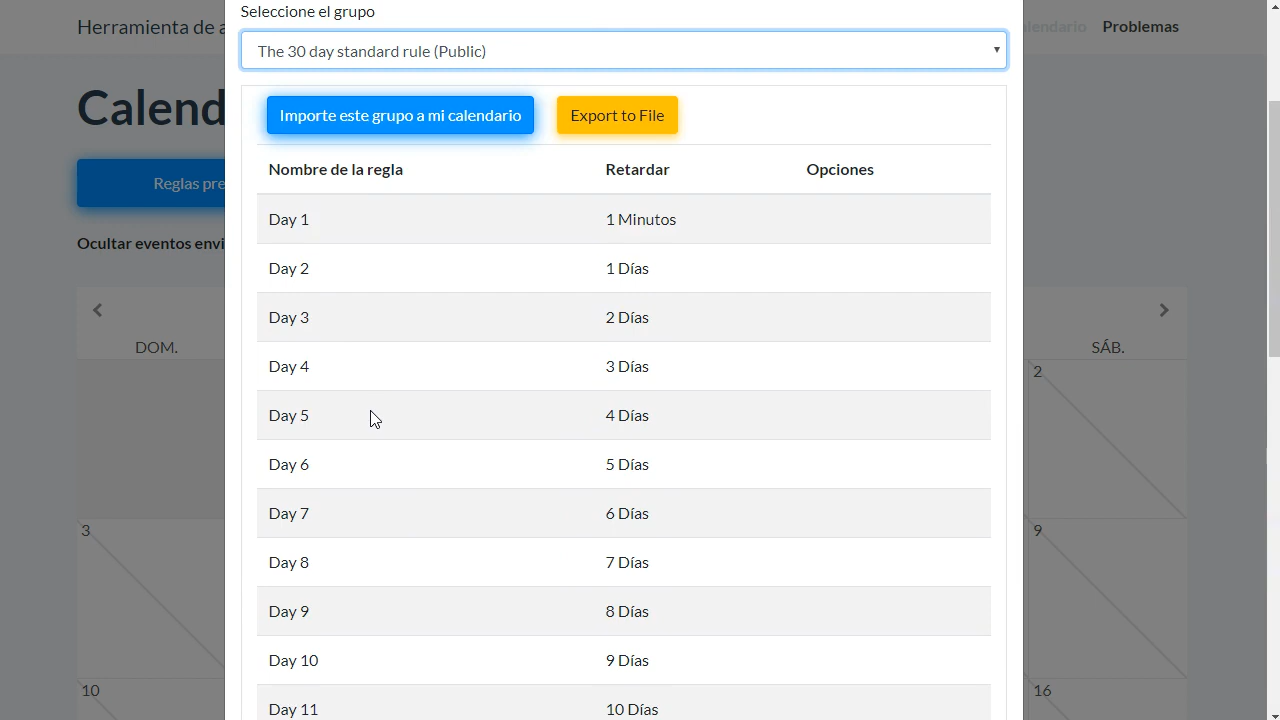 Seleccione el grupo
Herramienta de a
lendario Problemas
The 30 day standard rule (Public)
Calend
Importe este grupo a mi calendario Export to File
Nombre de la regla Retardar Opciones
Reglas pre
Day 1 1 Minutos
Ocultar eventos envi
Day 2 1 Días
Day 3 2 Días
DOM. SÁB.
Day 4 3 Días
2
Day 5 4 Días
Day 6 5 Días
Day 7 6 Días
3 9
Day 8 7 Días
Day 9 8 Días
Day 10 9 Días
10 16
Day 11 10 Días